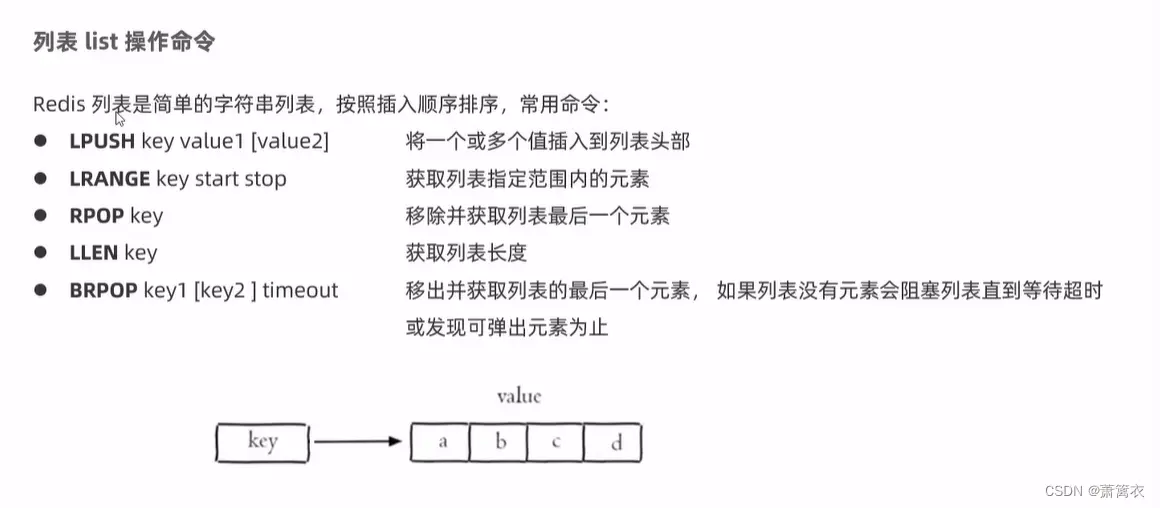 列表 list 操作命令
Redis 列表是简单的字符串列表，按照插入顺序排序，常用命令：
● LPUSH key value1 [value2] 将一个或多个值插入到列表头部
● LRANGE key start stop 获取列表指定范围内的元素
● RPOP key 移除并获取列表最后一个元素
● LLEN key 获取列表长度
● BRPOP key1 [key2 ] timeout 移出并获取列表的最后一个元素， 如果列表没有元素会阻塞列表直到等待超时
或发现可弹出元素为止
value
key a b c d
CSDN @萧篱衣